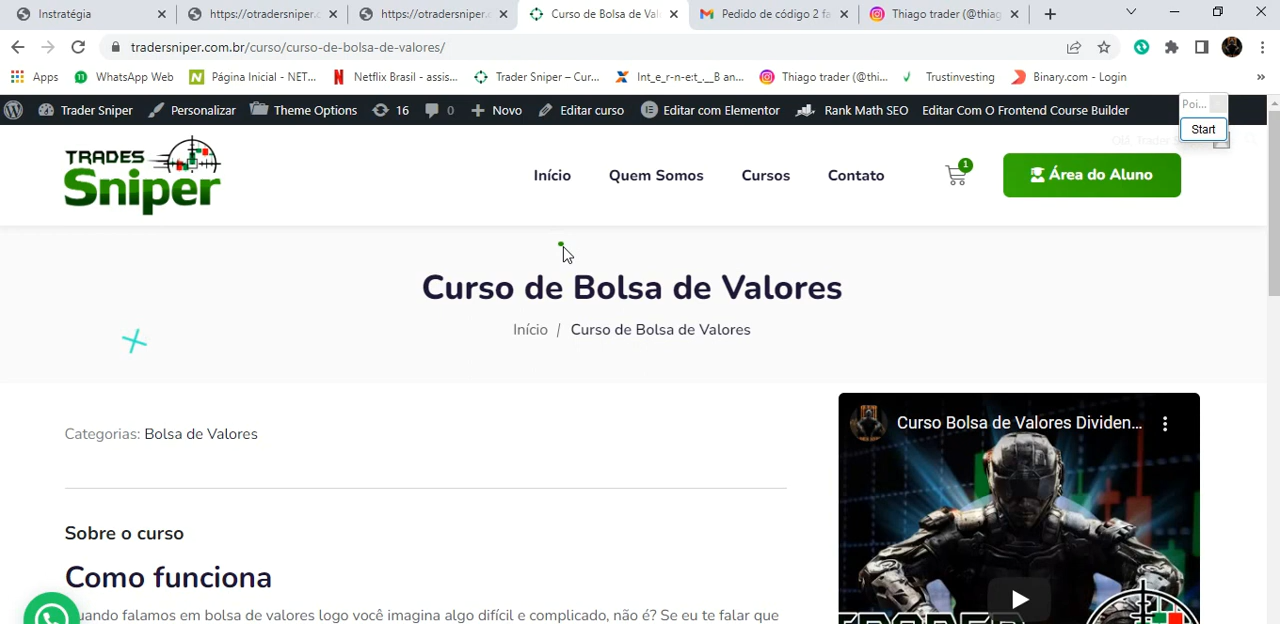 Instratégia
https://otradersniper.c
https://otradersniper.c
Curso de Bolsa de Val
Pedido de código 2 fa
Thiago trader (@thiag
tradersniper.com.br/curso/curso-de-bolsa-de-valores/
Apps
WhatsApp Web
Página Inicial - NET...
Netflix Brasil - assis...
Trader Sniper – Cur...
Int_e_r-n=e:t_.__B an...
Thiago trader (@thi...
Trustinvesting
Binary.com - Login
»
Trader Sniper
Personalizar
Theme Options
16
0
Novo
Editar curso
Editar com Elementor
Rank Math SEO
Editar Com O Frontend Course Builder
Poi...
Start
TRADES
Sniper
Início
Quem Somos
Cursos
Contato
1
Área do Aluno
Curso de Bolsa de Valores
Início / Curso de Bolsa de Valores
Categorias: Bolsa de Valores
Curso Bolsa de Valores Dividen...
Sobre o curso
Como funciona
Quando falamos em bolsa de valores logo você imagina algo difícil e complicado, não é? Se eu te falar que